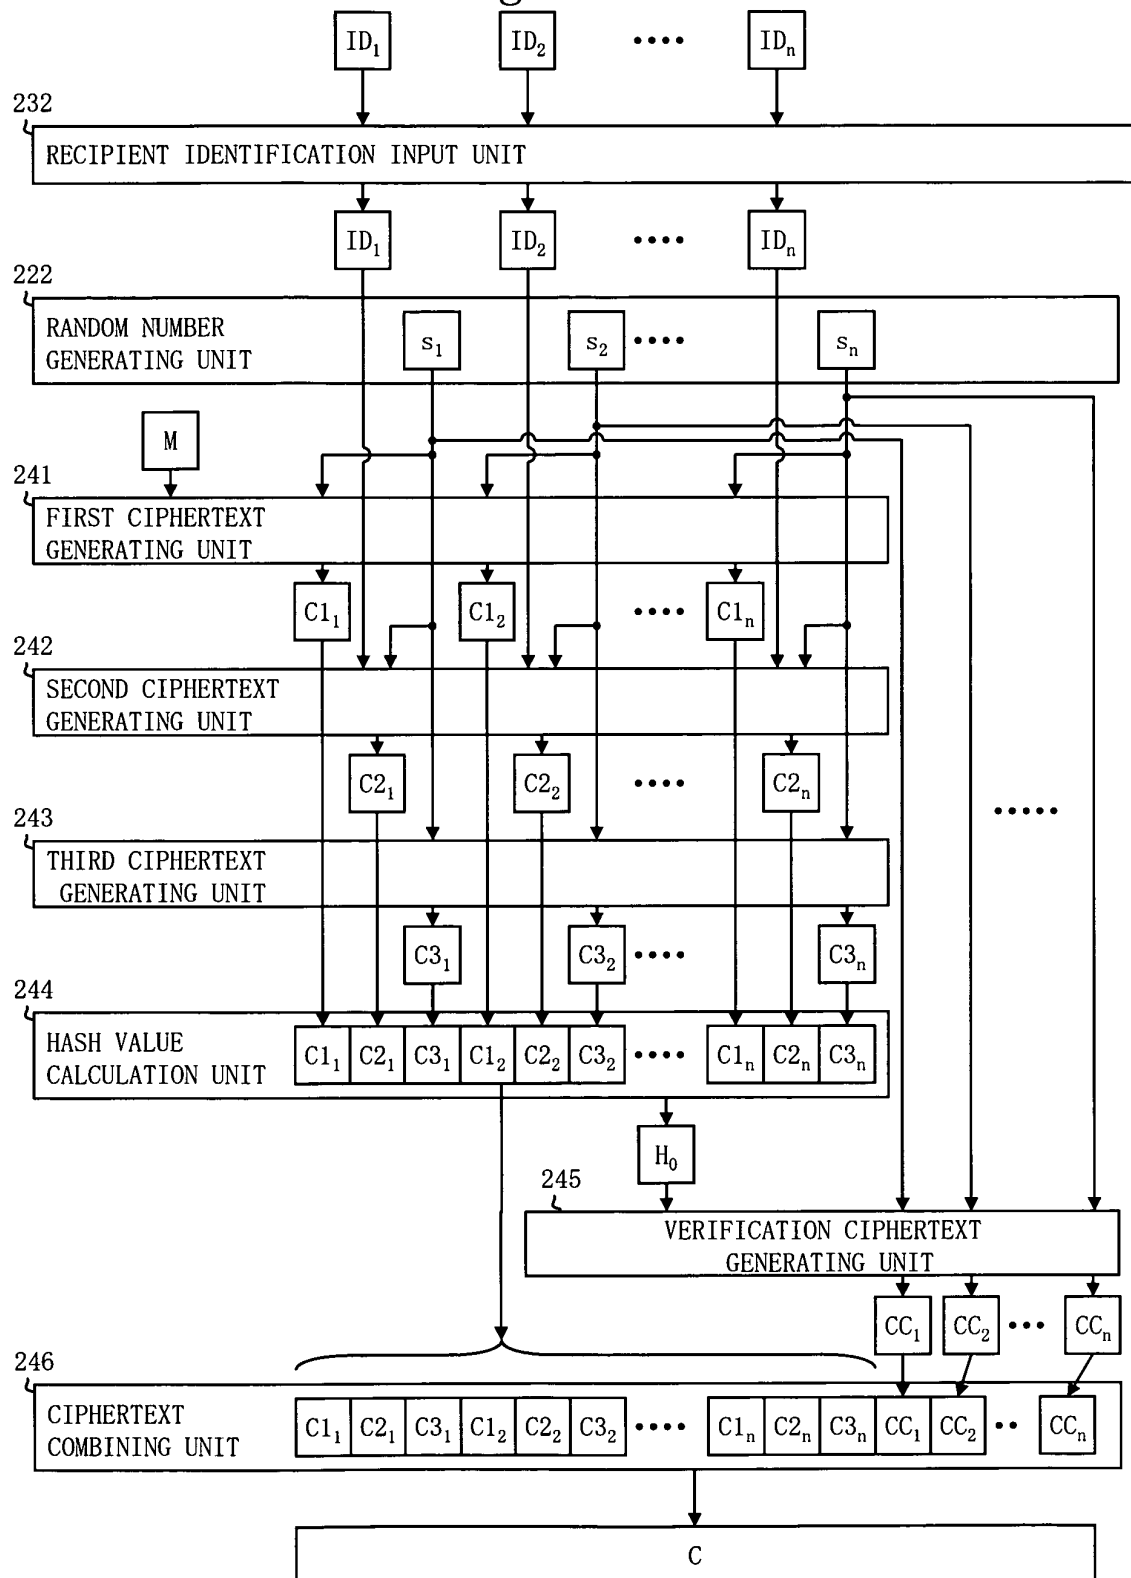 g
ID₁ ID₂ •••• IDₙ
232
RECIPIENT IDENTIFICATION INPUT UNIT
ID₁ ID₂ •••• IDₙ
222
RANDOM NUMBER
GENERATING UNIT
s₁ s₂ •••• sₙ
M
241
FIRST CIPHERTEXT
GENERATING UNIT
C1₁ C1₂ •••• C1ₙ
242
SECOND CIPHERTEXT
GENERATING UNIT
C2₁ C2₂ •••• C2ₙ
•••••
243
THIRD CIPHERTEXT
GENERATING UNIT
C3₁ C3₂ •••• C3ₙ
244
HASH VALUE
CALCULATION UNIT
C1₁ C2₁ C3₁ C1₂ C2₂ C3₂ •••• C1ₙ C2ₙ C3ₙ
H₀
245
VERIFICATION CIPHERTEXT
GENERATING UNIT
CC₁ CC₂ ••• CCₙ
246
CIPHERTEXT
COMBINING UNIT
C1₁ C2₁ C3₁ C1₂ C2₂ C3₂ •••• C1ₙ C2ₙ C3ₙ CC₁ CC₂ •• CCₙ
C